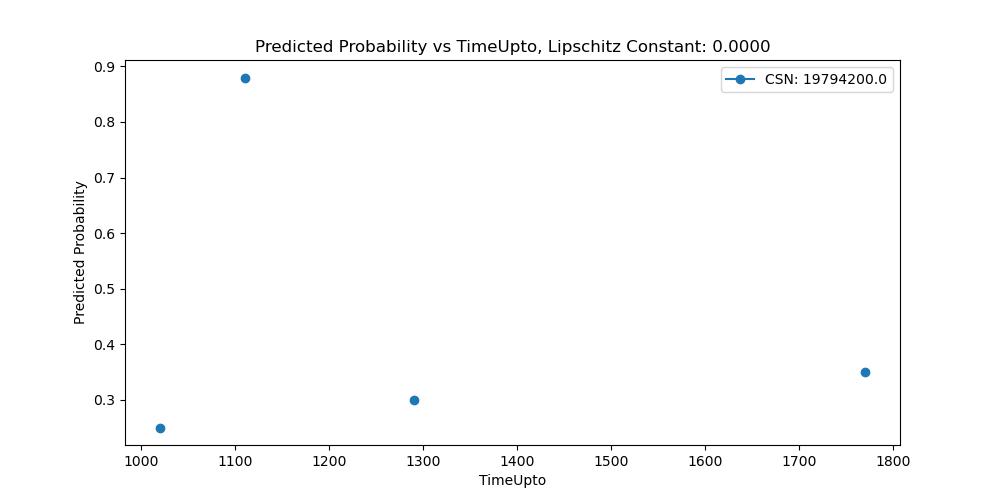 Predicted Probability vs TimeUpto, Lipschitz Constant: 0.0000
CSN: 19794200.0
0.9
0.8
0.7
0.6
0.5
0.4
0.3
Predicted Probability
1000 1100 1200 1300 1400 1500 1600 1700 1800
TimeUpto